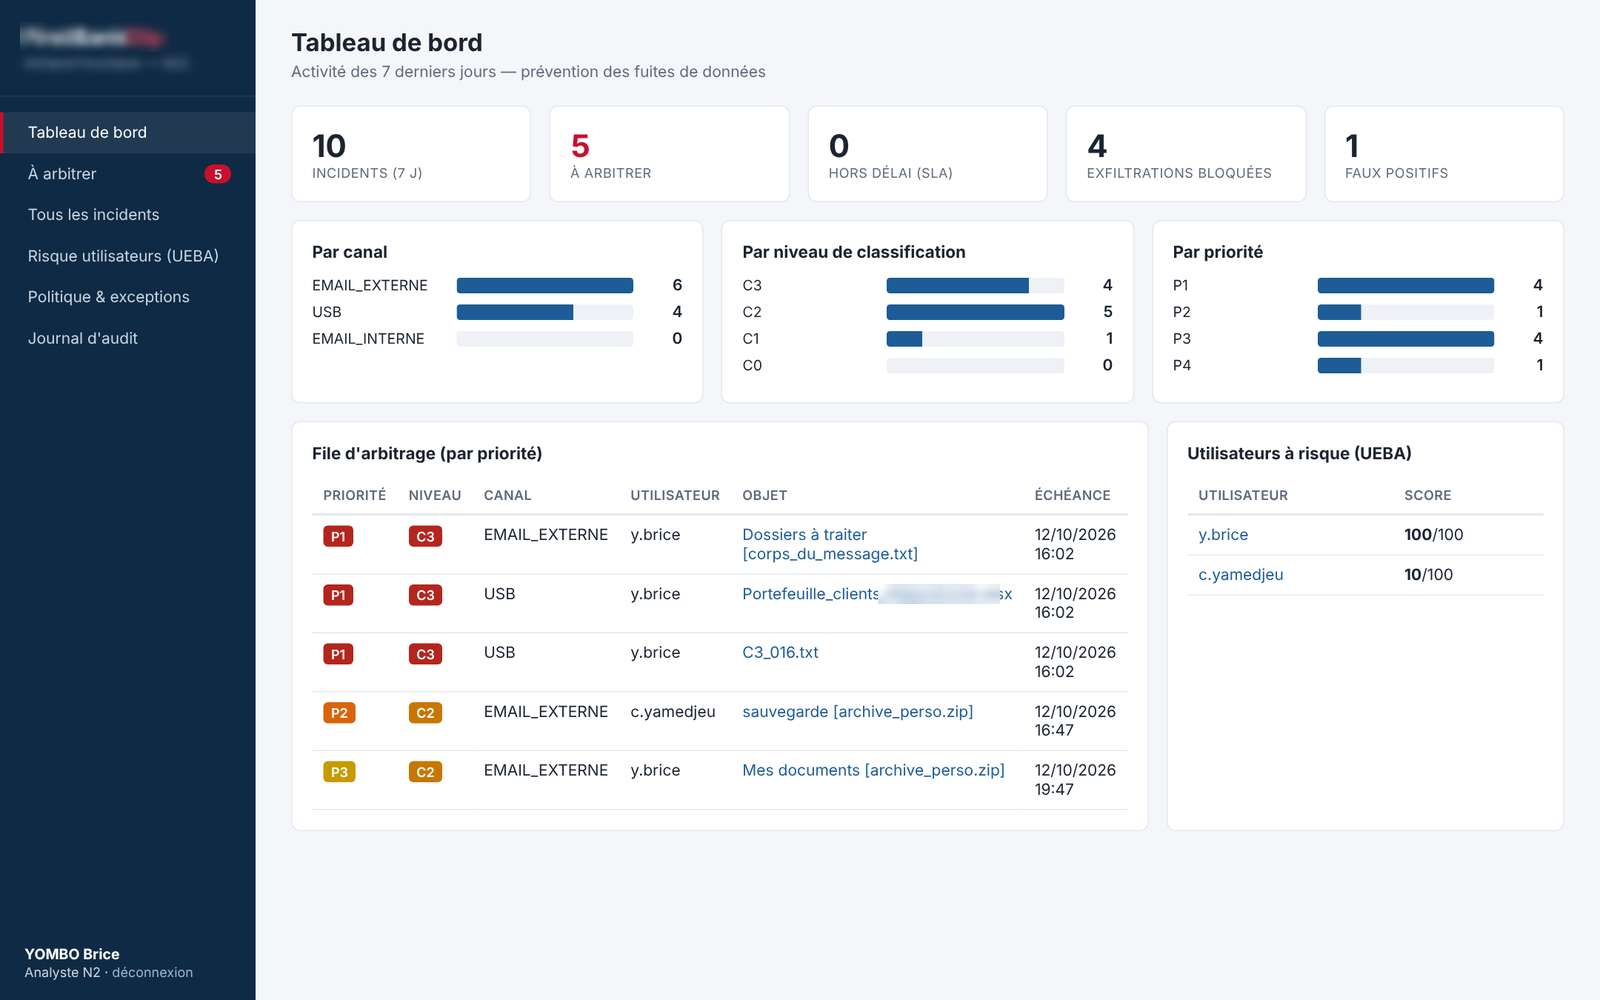 Tableau de bord
À arbitrer 5
Tous les incidents
Risque utilisateurs (UEBA)
Politique & exceptions
Journal d'audit
YOMBO Brice
Analyste N2 · déconnexion
Tableau de bord
Activité des 7 derniers jours — prévention des fuites de données
10
INCIDENTS (7 J)
5
À ARBITRER
0
HORS DÉLAI (SLA)
4
EXFILTRATIONS BLOQUÉES
1
FAUX POSITIFS
Par canal
EMAIL_EXTERNE 6
USB 4
EMAIL_INTERNE 0
Par niveau de classification
C3 4
C2 5
C1 1
C0 0
Par priorité
P1 4
P2 1
P3 4
P4 1
File d'arbitrage (par priorité)
PRIORITÉ NIVEAU CANAL UTILISATEUR OBJET ÉCHÉANCE
P1 C3 EMAIL_EXTERNE y.brice Dossiers à traiter 12/10/2026
[corps_du_message.txt] 16:02
P1 C3 USB y.brice Portefeuille_clients sx 12/10/2026
16:02
P1 C3 USB y.brice C3_016.txt 12/10/2026
16:02
P2 C2 EMAIL_EXTERNE c.yamedjeu sauvegarde [archive_perso.zip] 12/10/2026
16:47
P3 C2 EMAIL_EXTERNE y.brice Mes documents [archive_perso.zip] 12/10/2026
19:47
Utilisateurs à risque (UEBA)
UTILISATEUR SCORE
y.brice 100/100
c.yamedjeu 10/100